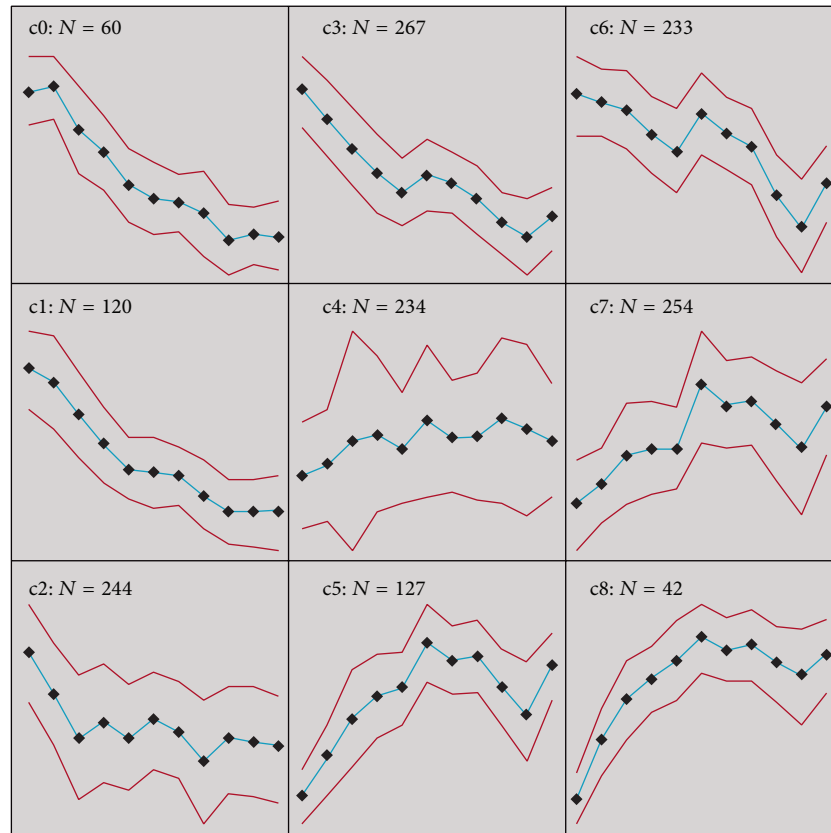 c0: N = 60
c3: N = 267
c6: N = 233
c1: N = 120
c4: N = 234
c7: N = 254
c2: N = 244
c5: N = 127
c8: N = 42